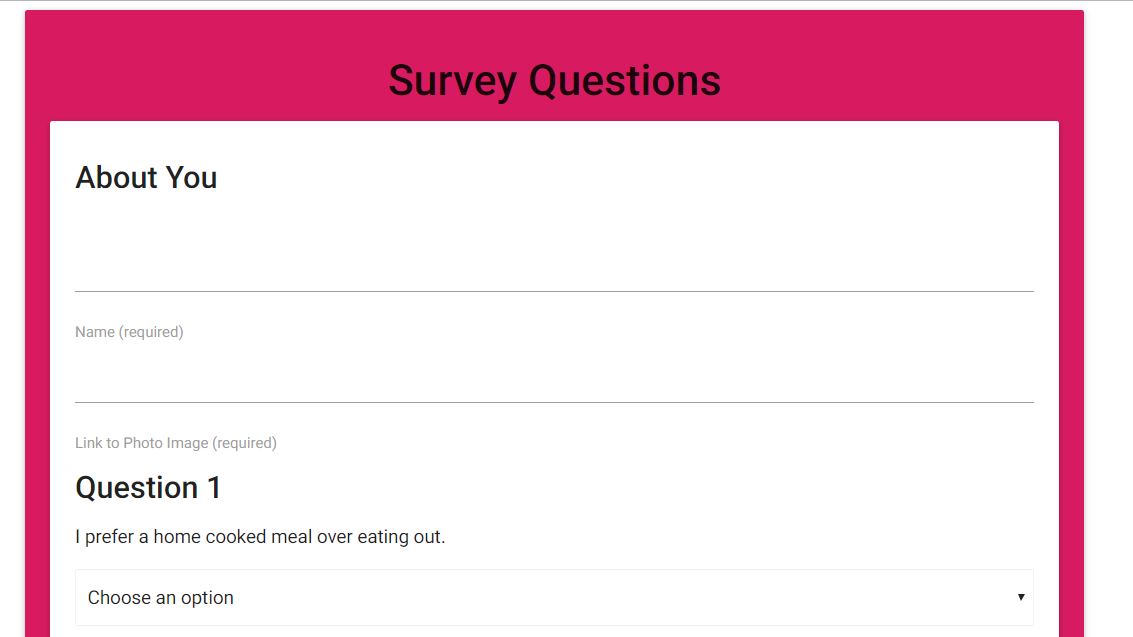 Survey Questions
About You
Name (required)
Link to Photo Image (required)
Question 1
I prefer a home cooked meal over eating out.
Choose an option